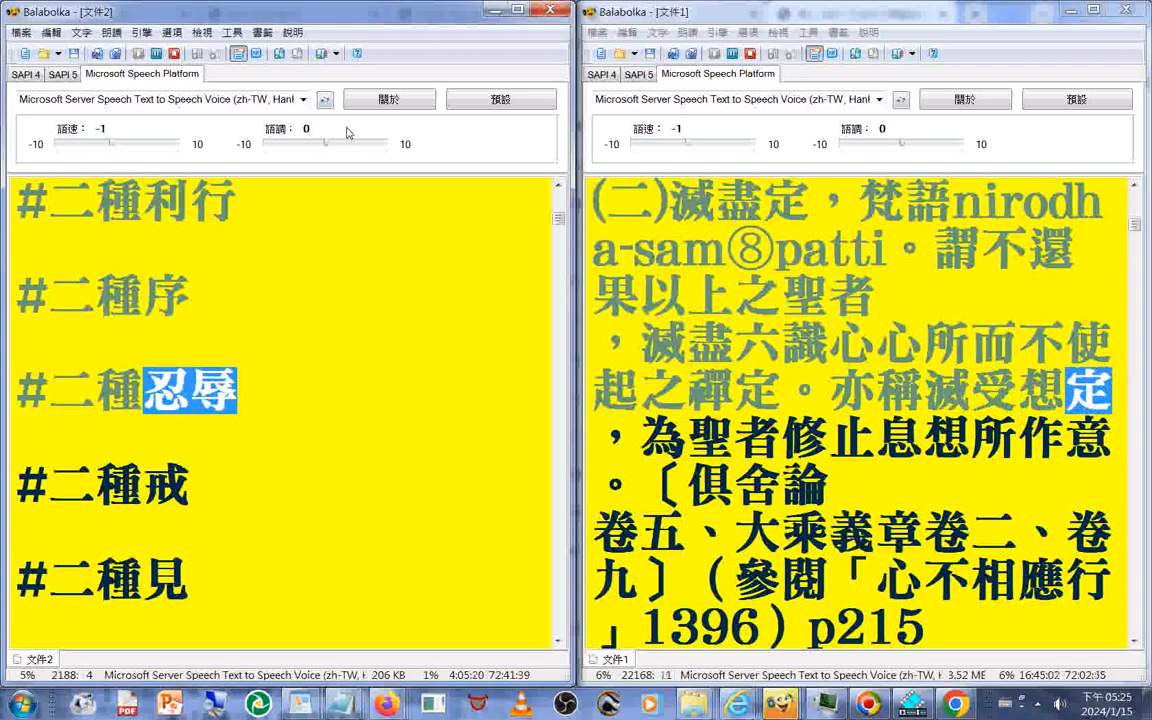 Balabolka - [文件2]
檔案 編輯 文字 朗讀 引擎 選項 檢視 工具 書籤 說明
SAPI 4 SAPI 5 Microsoft Speech Platform
Microsoft Server Speech Text to Speech Voice (zh-TW, HanH 關於 預設
語速： -1 語調： 0
-10 10 -10 10
#二種利行
#二種序
#二種忍辱
#二種戒
#二種見
文件2
5% 2188: 4 Microsoft Server Speech Text to Speech Voice (zh-TW, H 206 KB 1% 4:05:20 72:41:39
Balabolka - [文件1]
檔案 編輯 文字 朗讀 引擎 選項 檢視 工具 書籤 說明
SAPI 4 SAPI 5 Microsoft Speech Platform
Microsoft Server Speech Text to Speech Voice (zh-TW, HanH 關於 預設
語速： -1 語調： 0
-10 10 -10 10
(二)滅盡定，梵語nirodh
a-sam⑧patti。謂不還
果以上之聖者
，滅盡六識心心所而不使
起之禪定。亦稱滅受想定
，為聖者修止息想所作意
。〔俱舍論
卷五、大乘義章卷二、卷
九〕（參閱「心不相應行
」1396）p215
文件1
6% 22168: 11 Microsoft Server Speech Text to Speech Voice (zh-TW, H 3.52 ME 6% 16:45:02 72:02:35
下午 05:25
2024/1/15